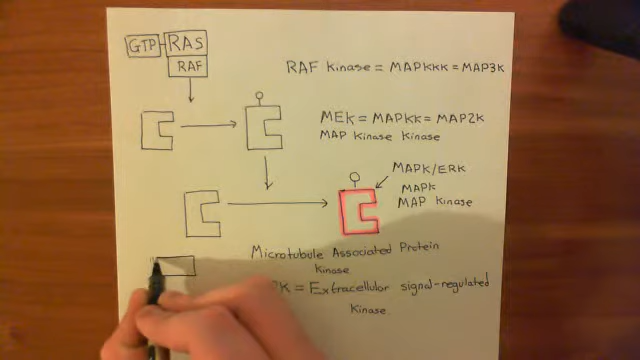 GTP RAS
RAF
RAF Kinase = MAPKKK = MAP3K
MEK = MAPKK = MAP2K
MAP Kinase Kinase
MAPK/ERK
MAPK
MAP Kinase
Microtubule Associated Protein
Kinase
= Extracellular signal-regulated
Kinase